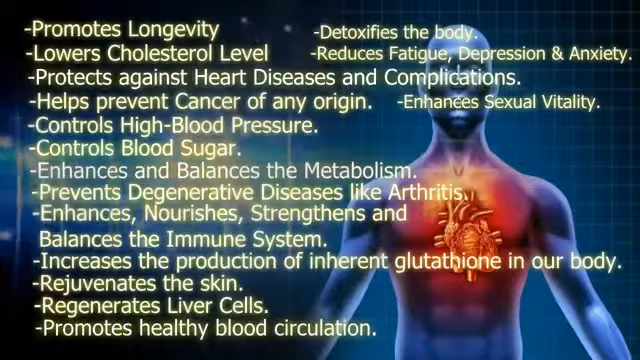 -Promotes Longevity
-Detoxifies the body.
-Lowers Cholesterol Level
-Reduces Fatigue, Depression & Anxiety.
-Protects against Heart Diseases and Complications.
-Helps prevent Cancer of any origin.
-Enhances Sexual Vitality.
-Controls High-Blood Pressure.
-Controls Blood Sugar.
-Enhances and Balances the Metabolism.
-Prevents Degenerative Diseases like Arthritis.
-Enhances, Nourishes, Strengthens and
Balances the Immune System.
-Increases the production of inherent glutathione in our body.
-Rejuvenates the skin.
-Regenerates Liver Cells.
-Promotes healthy blood circulation.